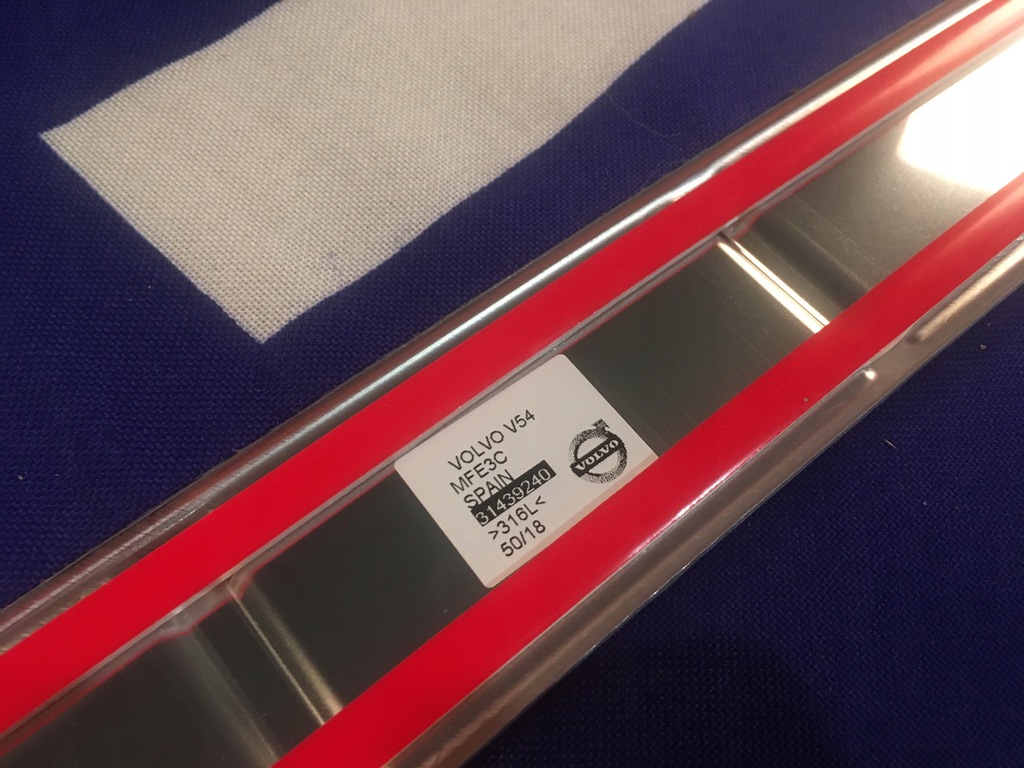 VOLVO V54
MFE3C
SPAIN
31439240
>316L<
50/18
VOLVO